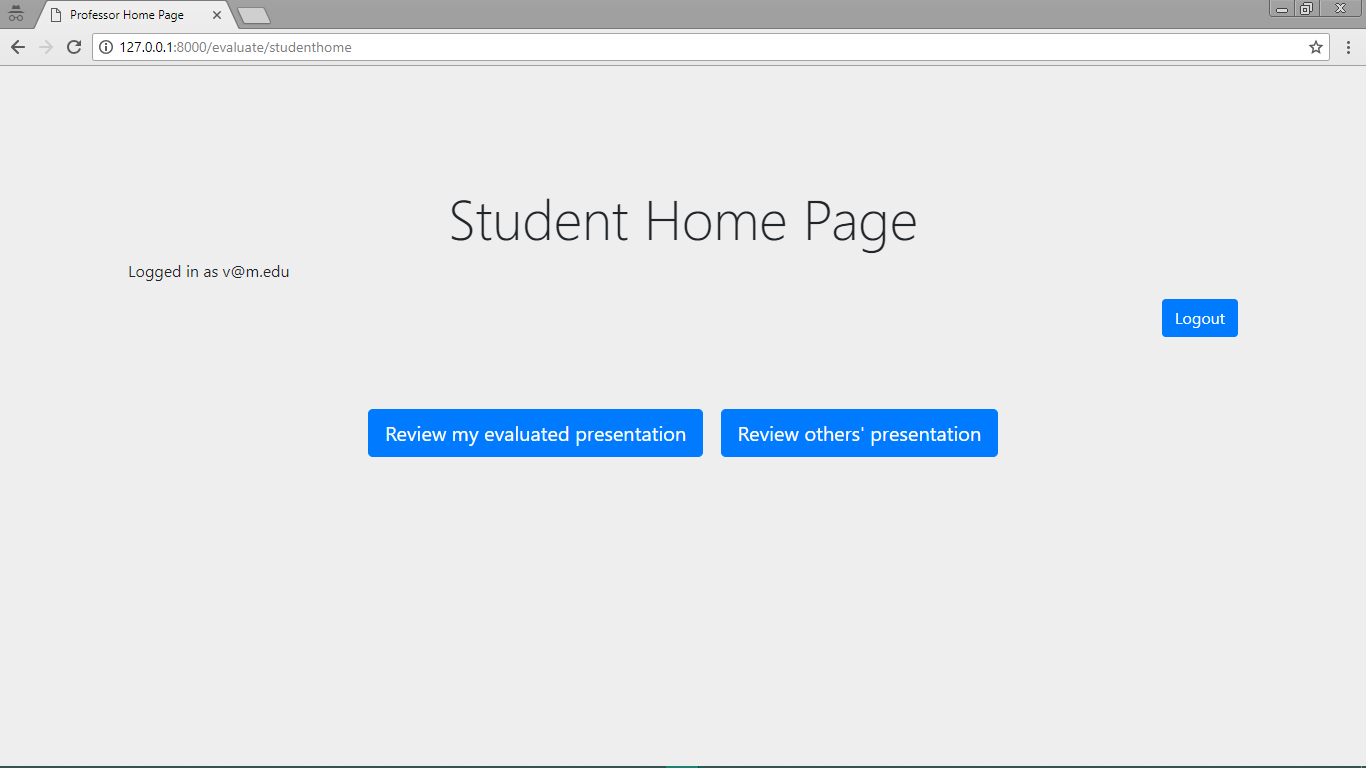 Professor Home Page
127.0.0.1:8000/evaluate/studenthome
Student Home Page
Logged in as v@m.edu
Logout
Review my evaluated presentation Review others' presentation